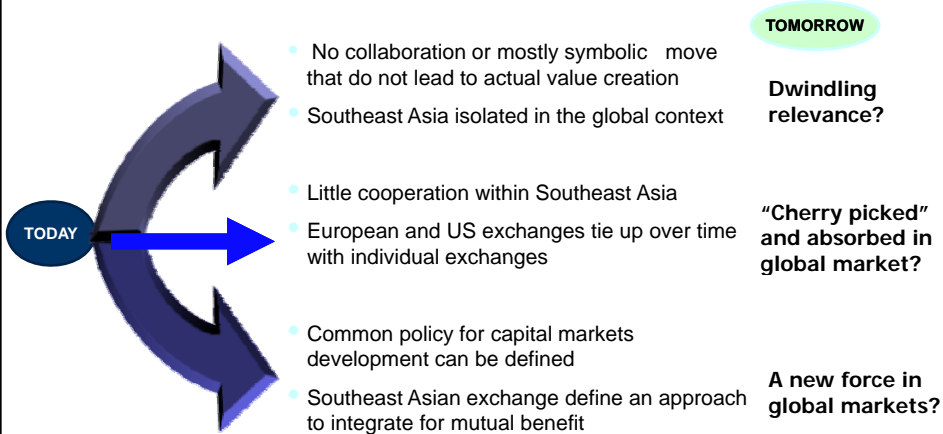 TOMORROW
No collaboration or mostly symbolic move
that do not lead to actual value creation
Southeast Asia isolated in the global context
Dwindling
relevance?
TODAY
Little cooperation within Southeast Asia
European and US exchanges tie up over time
with individual exchanges
“Cherry picked”
and absorbed in
global market?
Common policy for capital markets
development can be defined
Southeast Asian exchange define an approach
to integrate for mutual benefit
A new force in
global markets?